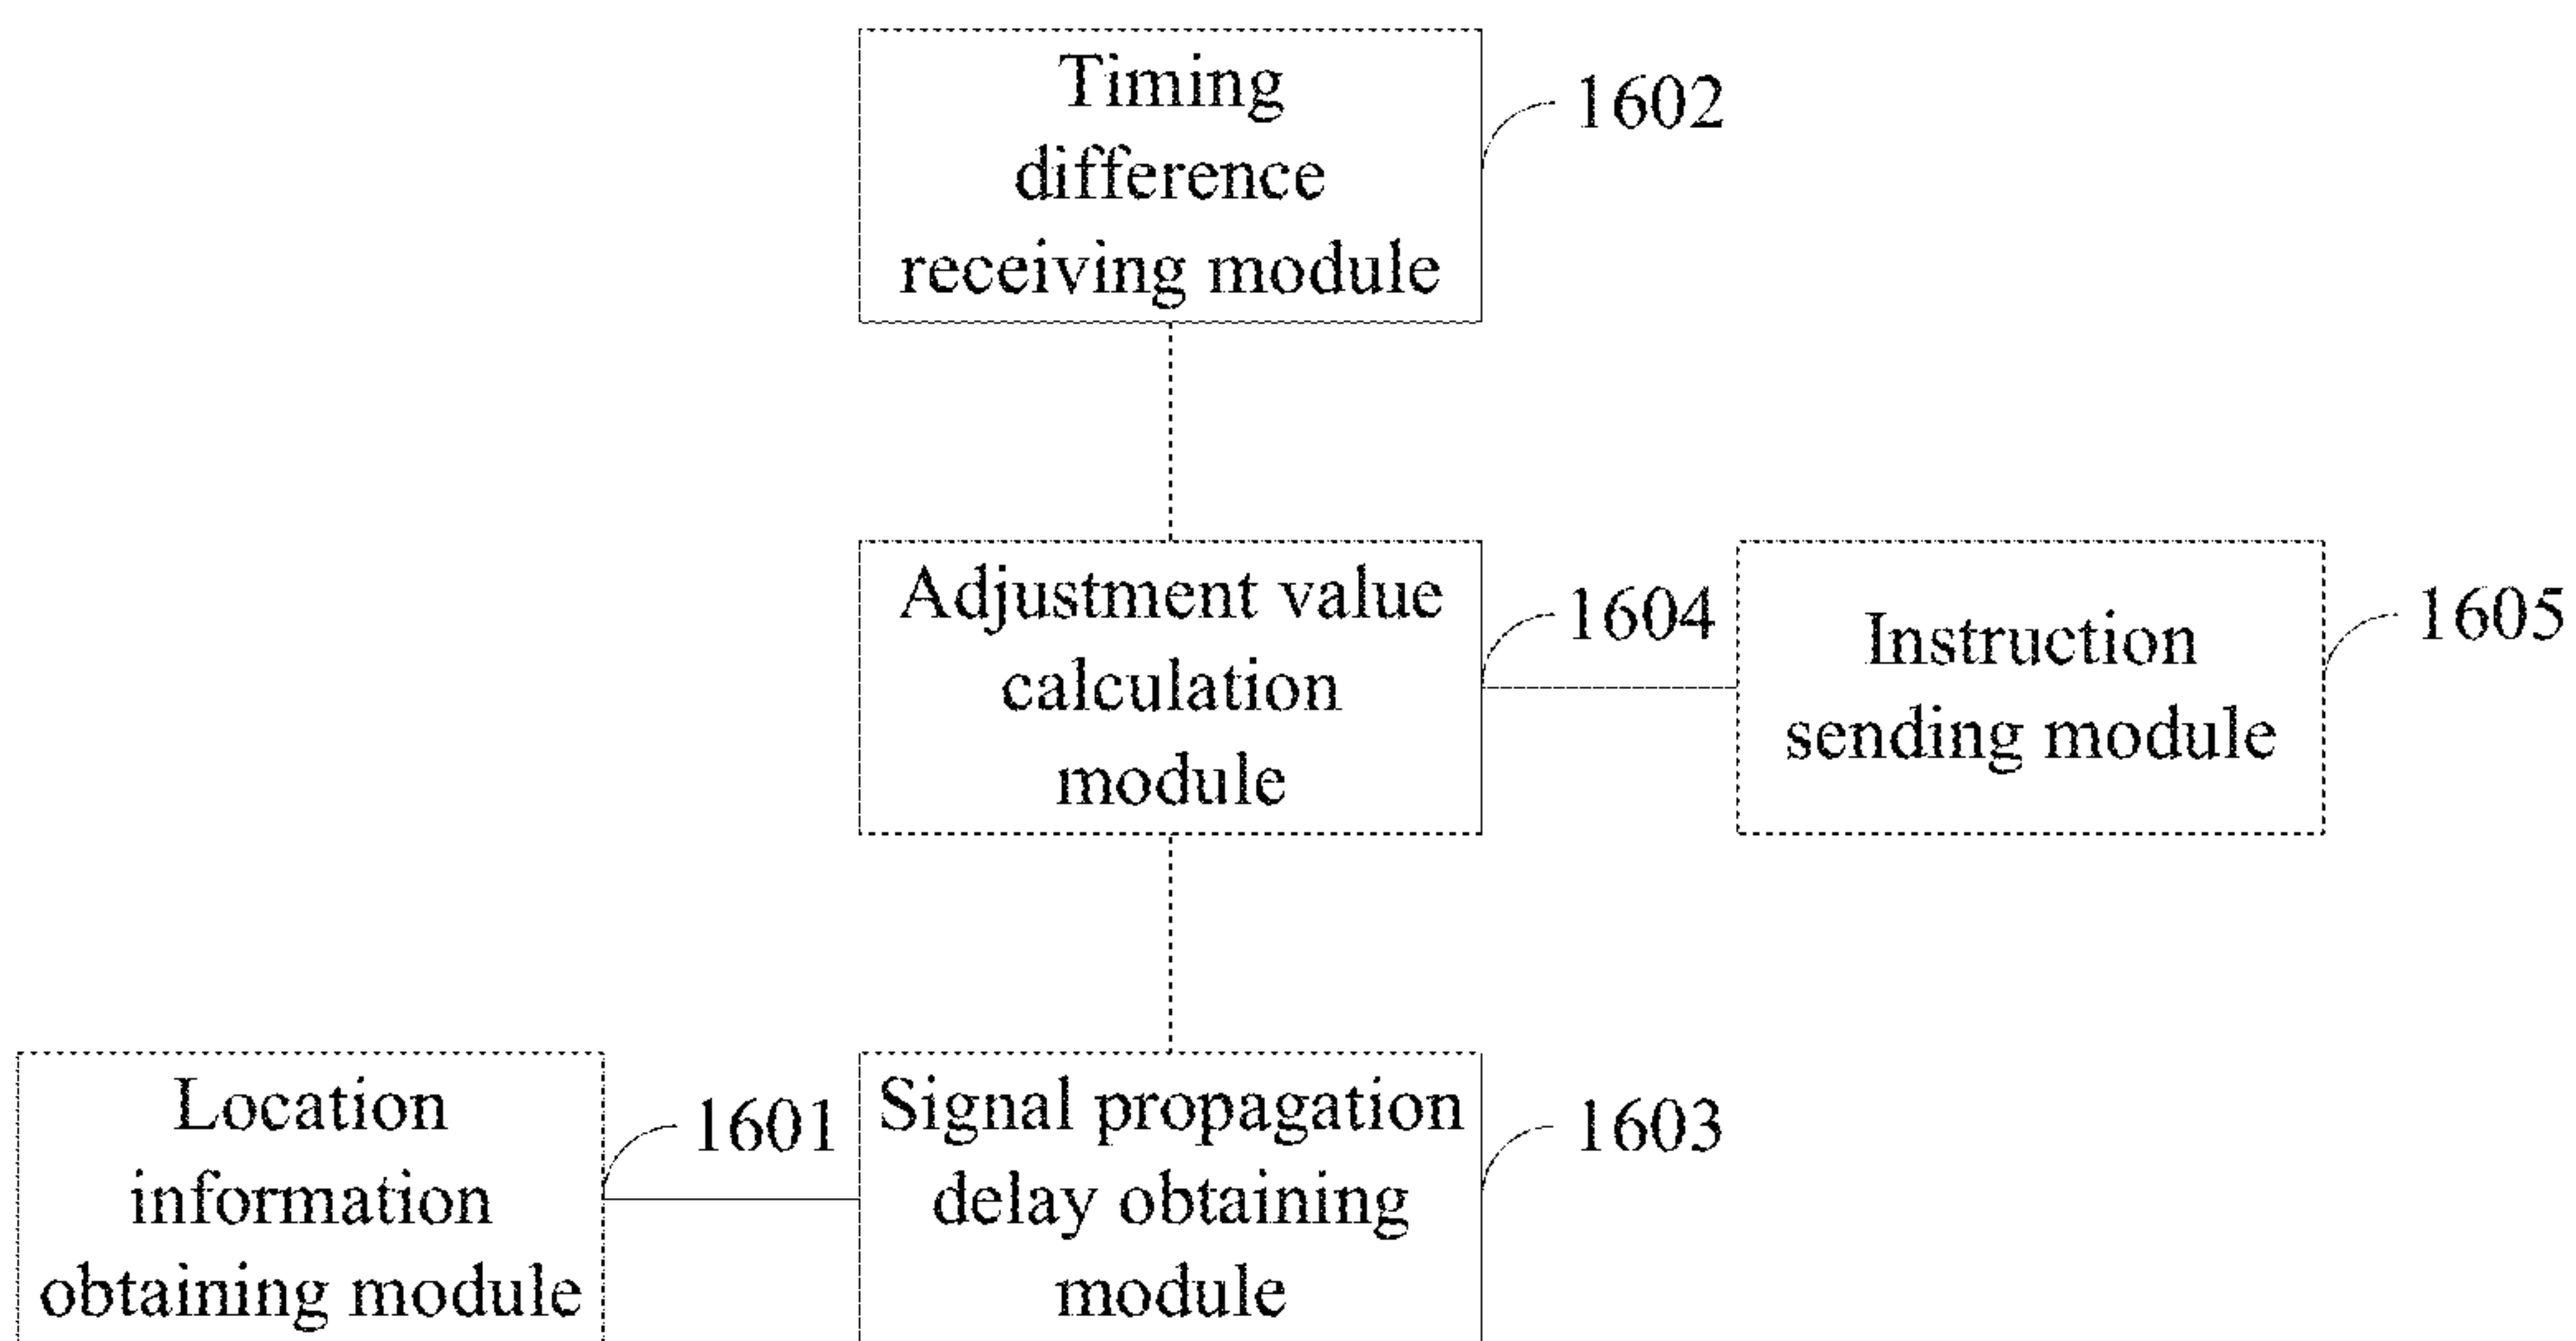 Timing
difference
receiving module
1602
Adjustment value
calculation
module
1604
Instruction
sending module
1605
Location
information
obtaining module
1601
Signal propagation
delay obtaining
module
1603